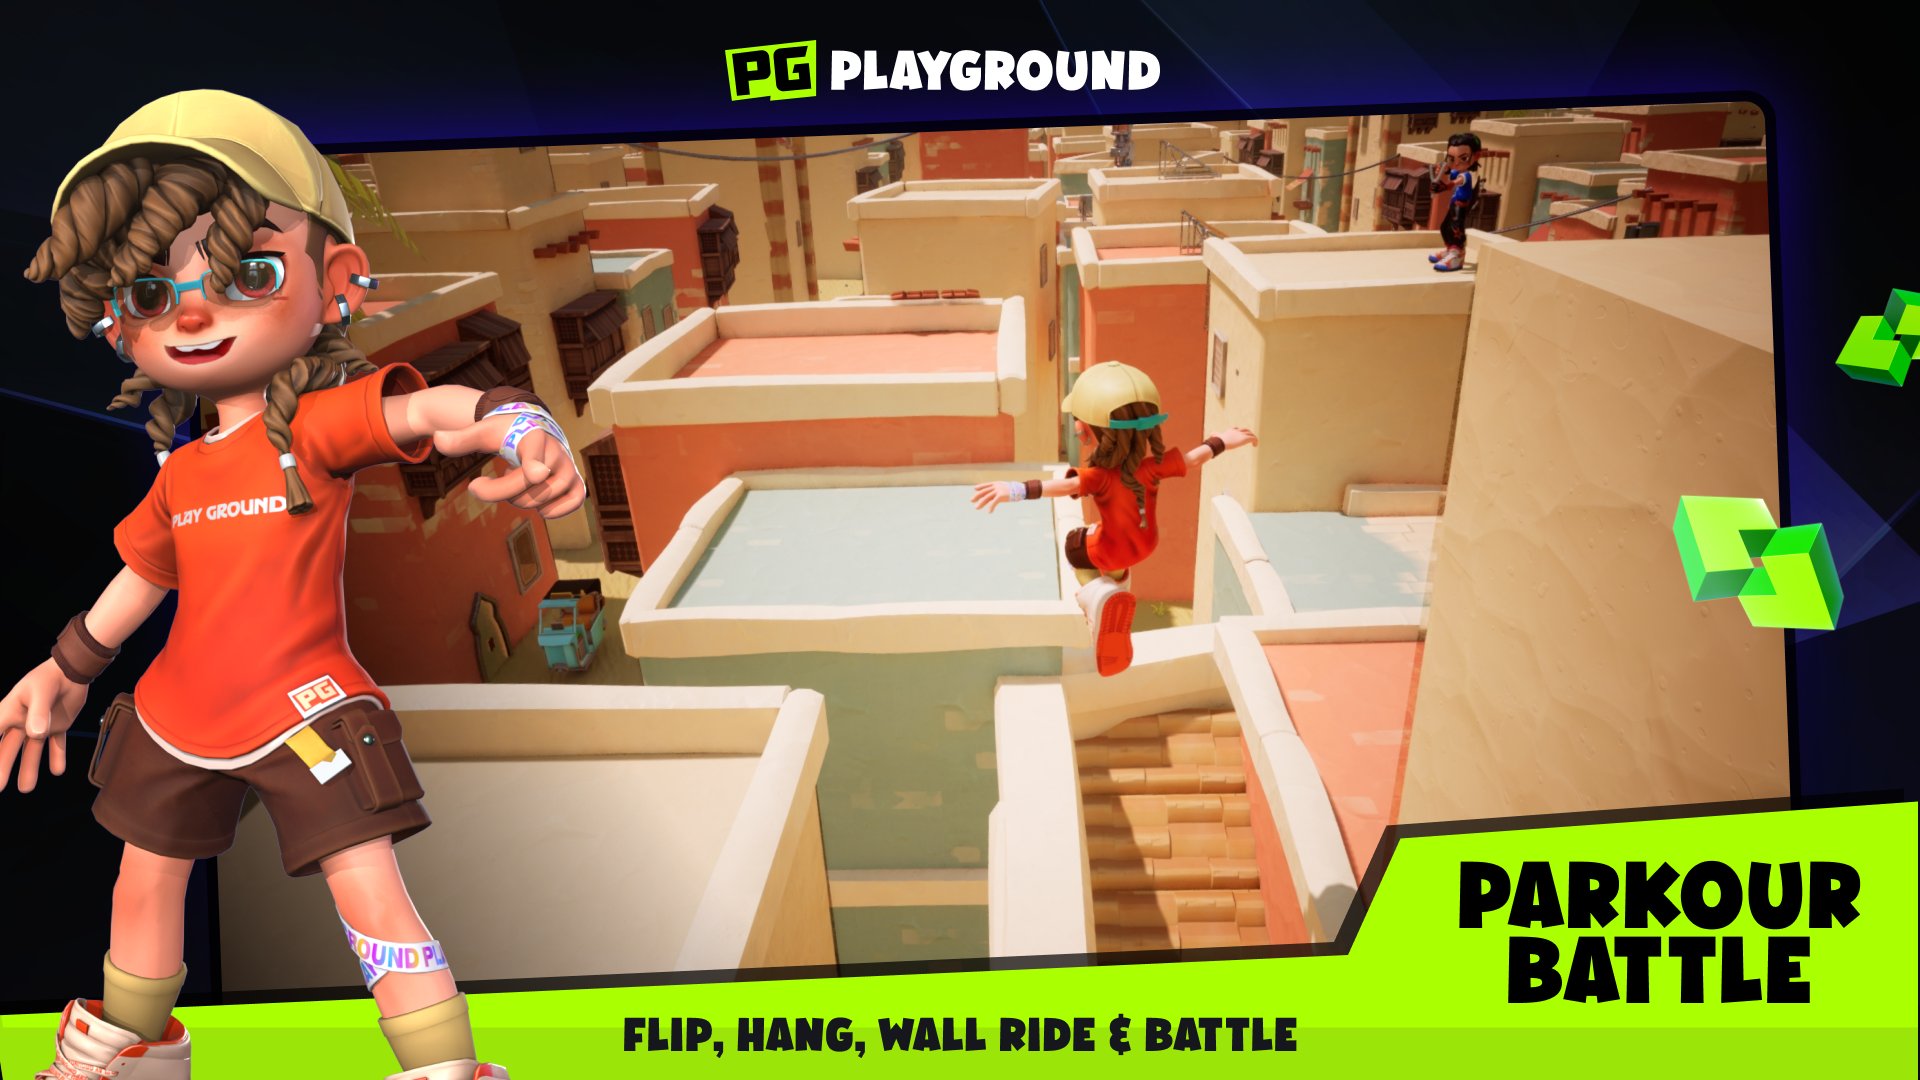 PG PLAYGROUND
PLAY GROUND
PG
PARKOUR
BATTLE
FLIP, HANG, WALL RIDE & BATTLE